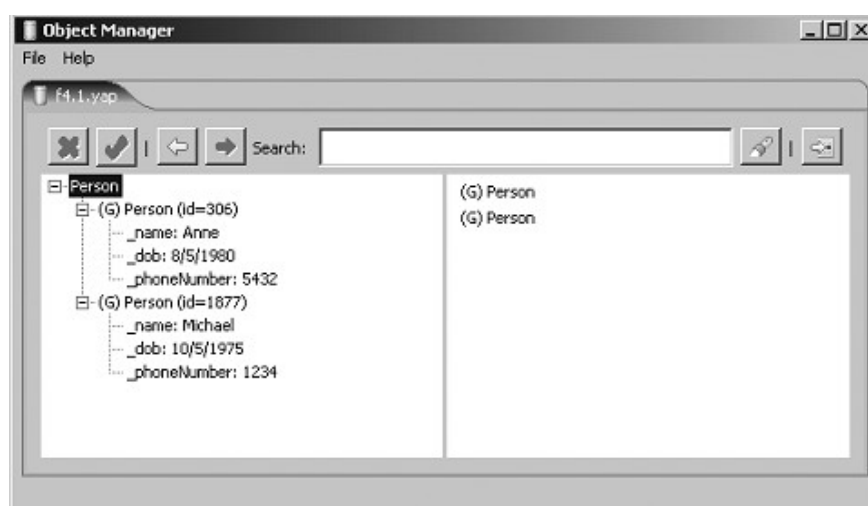 Object Manager
File Help
f4.1.yap
Search:
Person
(G) Person (id=306)
_name: Anne
_dob: 8/5/1980
_phoneNumber: 5432
(G) Person (id=1877)
_name: Michael
_dob: 10/5/1975
_phoneNumber: 1234
(G) Person
(G) Person